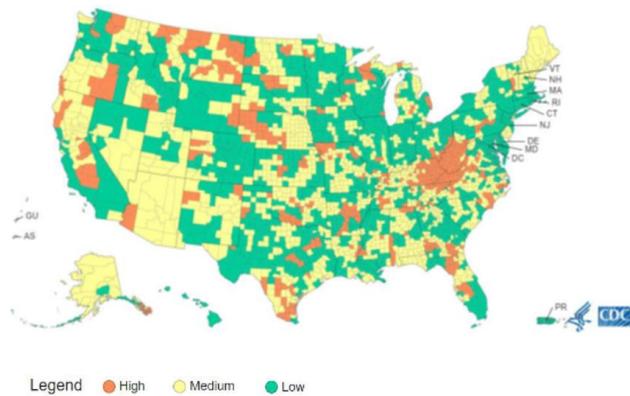 VT
NH
MA
RI
CT
NJ
DE
MD
DC
GU
AS
PR
CDC
Legend High Medium Low